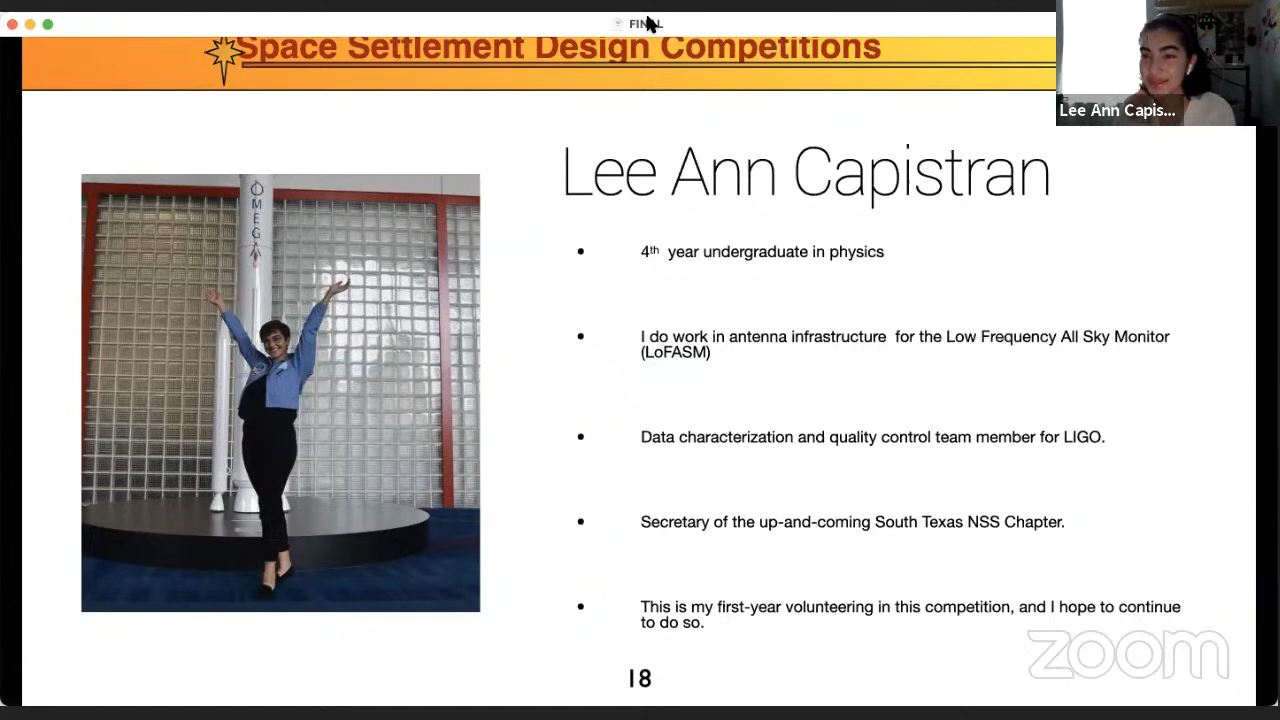 FINAL
Space Settlement Design Competitions
Lee Ann Capis...
Lee Ann Capistran
OMEGA
• 4th year undergraduate in physics
• I do work in antenna infrastructure for the Low Frequency All Sky Monitor
(LoFASM)
• Data characterization and quality control team member for LIGO.
• Secretary of the up-and-coming South Texas NSS Chapter.
• This is my first-year volunteering in this competition, and I hope to continue
to do so.
zoom
18